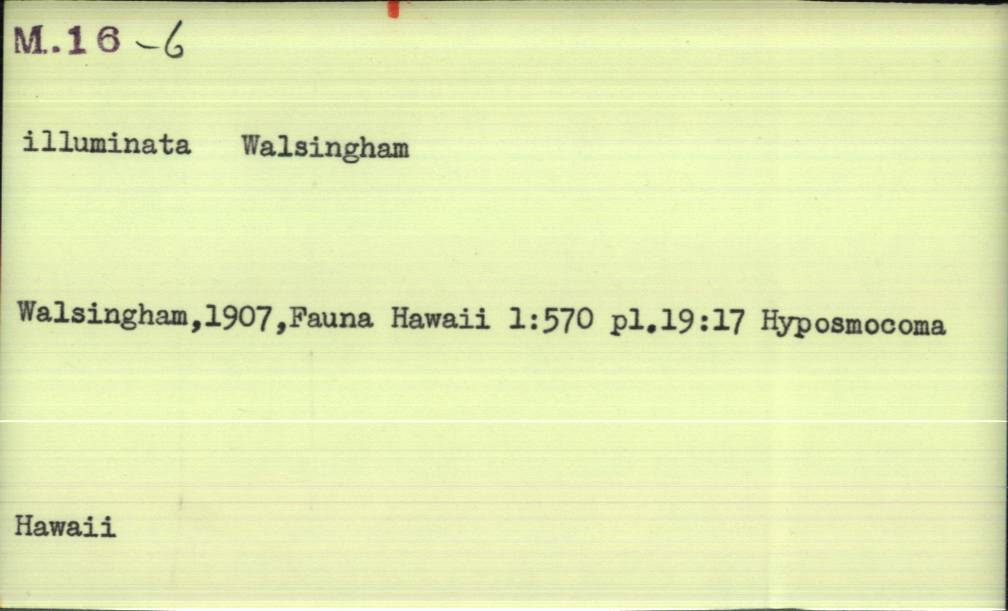 M.16 -6
illuminata Walsingham
Walsingham,1907,Fauna Hawaii 1:570 pl.19:17 Hyposmocoma
Hawaii